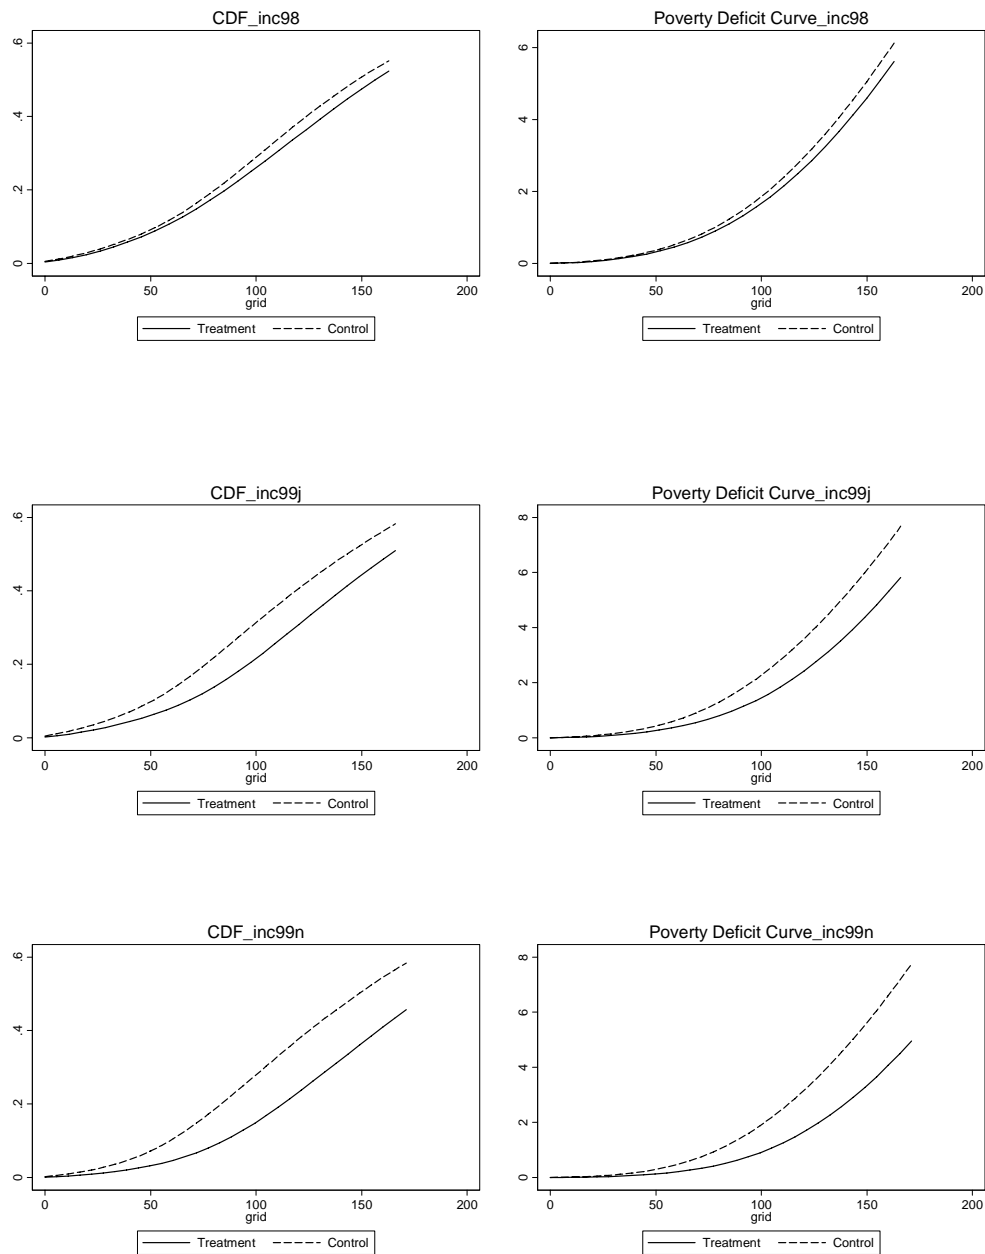 CDF_inc98
.6
.4
.2
0
0 50 100 150 200
grid
Treatment Control
Poverty Deficit Curve_inc98
6
4
2
0
0 50 100 150 200
grid
Treatment Control
CDF_inc99j
.6
.4
.2
0
0 50 100 150 200
grid
Treatment Control
Poverty Deficit Curve_inc99j
8
6
4
2
0
0 50 100 150 200
grid
Treatment Control
CDF_inc99n
.6
.4
.2
0
0 50 100 150 200
grid
Treatment Control
Poverty Deficit Curve_inc99n
8
6
4
2
0
0 50 100 150 200
grid
Treatment Control